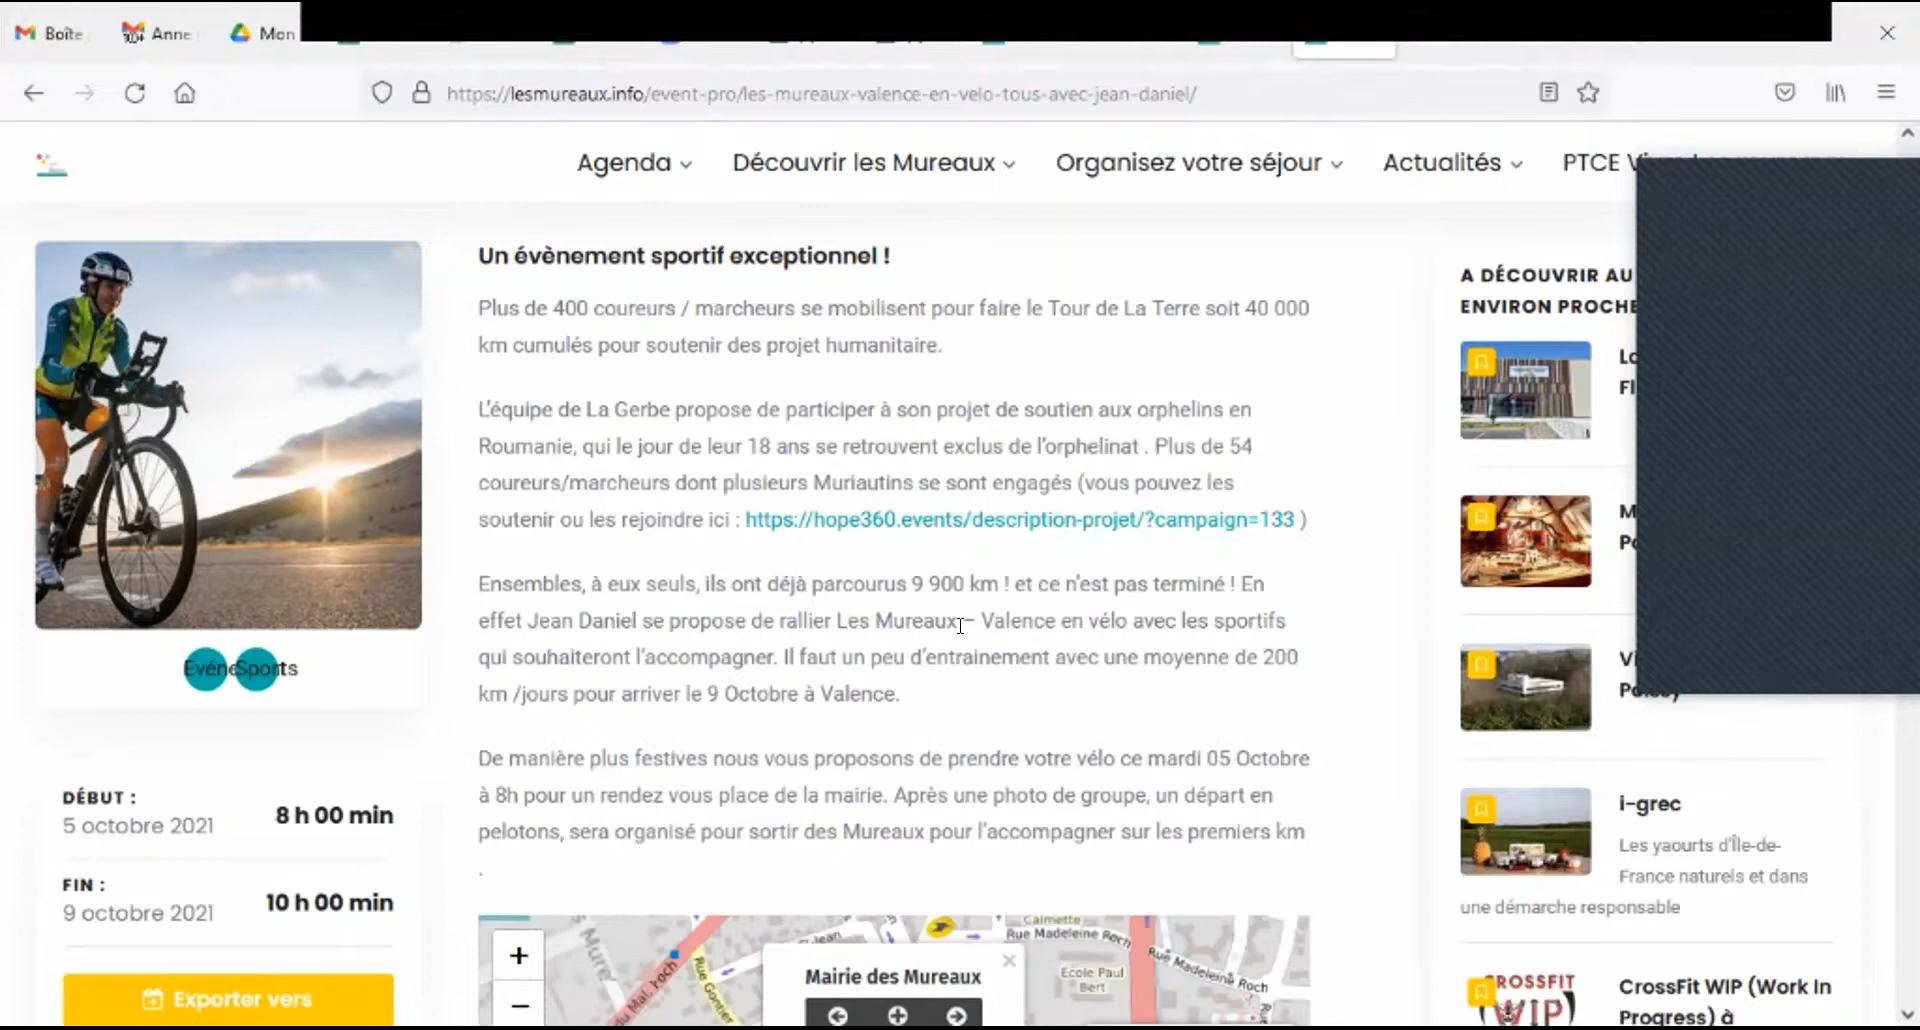 Boîte
Anne
Mon
https://lesmureaux.info/event-pro/les-mureaux-valence-en-velo-tous-avec-jean-daniel/
Agenda
Découvrir les Mureaux
Organisez votre séjour
Actualités
PTCE
Un évènement sportif exceptionnel !
Plus de 400 coureurs / marcheurs se mobilisent pour faire le Tour de La Terre soit 40 000
km cumulés pour soutenir des projet humanitaire.
L'équipe de La Gerbe propose de participer à son projet de soutien aux orphelins en
Roumanie, qui le jour de leur 18 ans se retrouvent exclus de l'orphelinat . Plus de 54
coureurs/marcheurs dont plusieurs Muriautins se sont engagés (vous pouvez les
soutenir ou les rejoindre ici : https://hope360.events/description-projet/?campaign=133 )
Ensembles, à eux seuls, ils ont déjà parcourus 9 900 km ! et ce n'est pas terminé ! En
effet Jean Daniel se propose de rallier Les Mureaux – Valence en vélo avec les sportifs
qui souhaiteront l'accompagner. Il faut un peu d'entrainement avec une moyenne de 200
km /jours pour arriver le 9 Octobre à Valence.
De manière plus festives nous vous proposons de prendre votre vélo ce mardi 05 Octobre
à 8h pour un rendez vous place de la mairie. Après une photo de groupe, un départ en
pelotons, sera organisé pour sortir des Mureaux pour l'accompagner sur les premiers km
.
Sports
DÉBUT :
5 octobre 2021
8 h 00 min
FIN :
9 octobre 2021
10 h 00 min
Exporter vers
+
−
Mairie des Mureaux
×
Calmette
Rue Madeleine Roch
Rue Madeleine Roch
Ecole Paul
Bert
St-Jean
du Mal. Foch
A DÉCOUVRIR AU
ENVIRON PROCHE
i-grec
Les yaourts d'Île-de-
France naturels et dans
une démarche responsable
CROSSFIT
WIP
CrossFit WIP (Work In
Progress) à